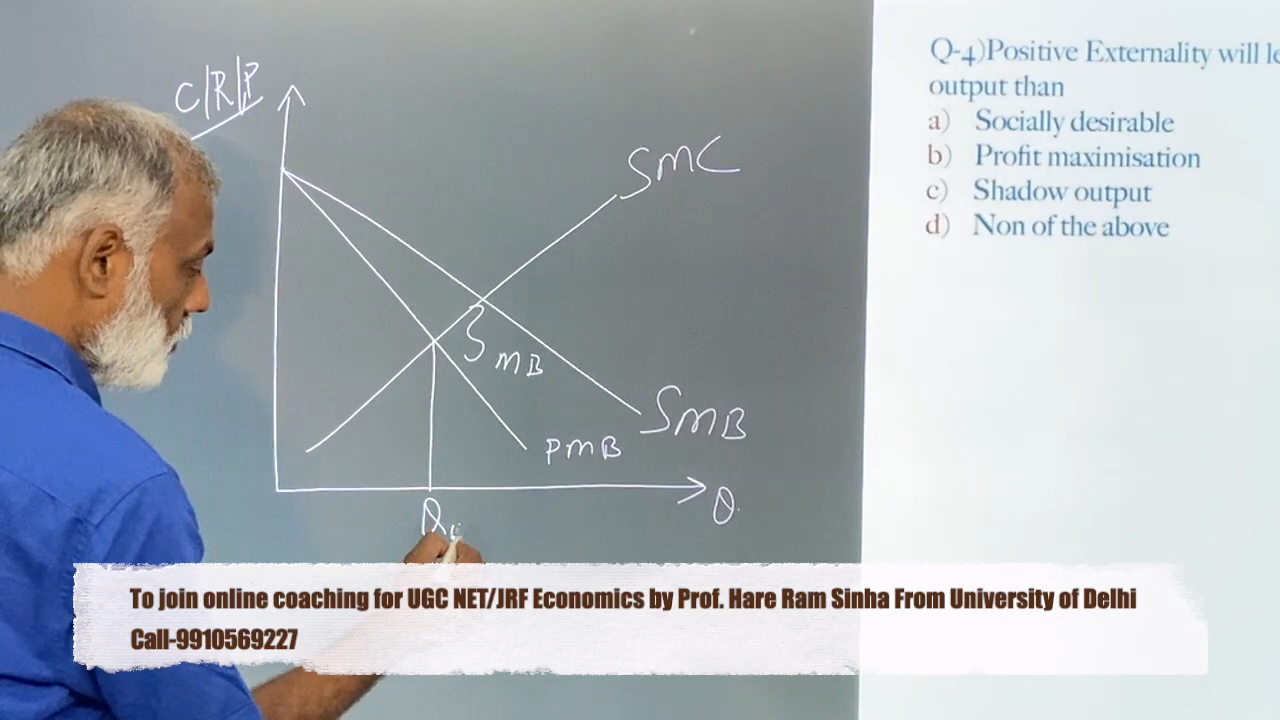 C/R/P
SMC
SMB
SMB
PMB
Q
Q
Q-4)Positive Externality will le
output than
a) Socially desirable
b) Profit maximisation
c) Shadow output
d) Non of the above
To join online coaching for UGC NET/JRF Economics by Prof. Hare Ram Sinha From University of Delhi
Call-9910569227